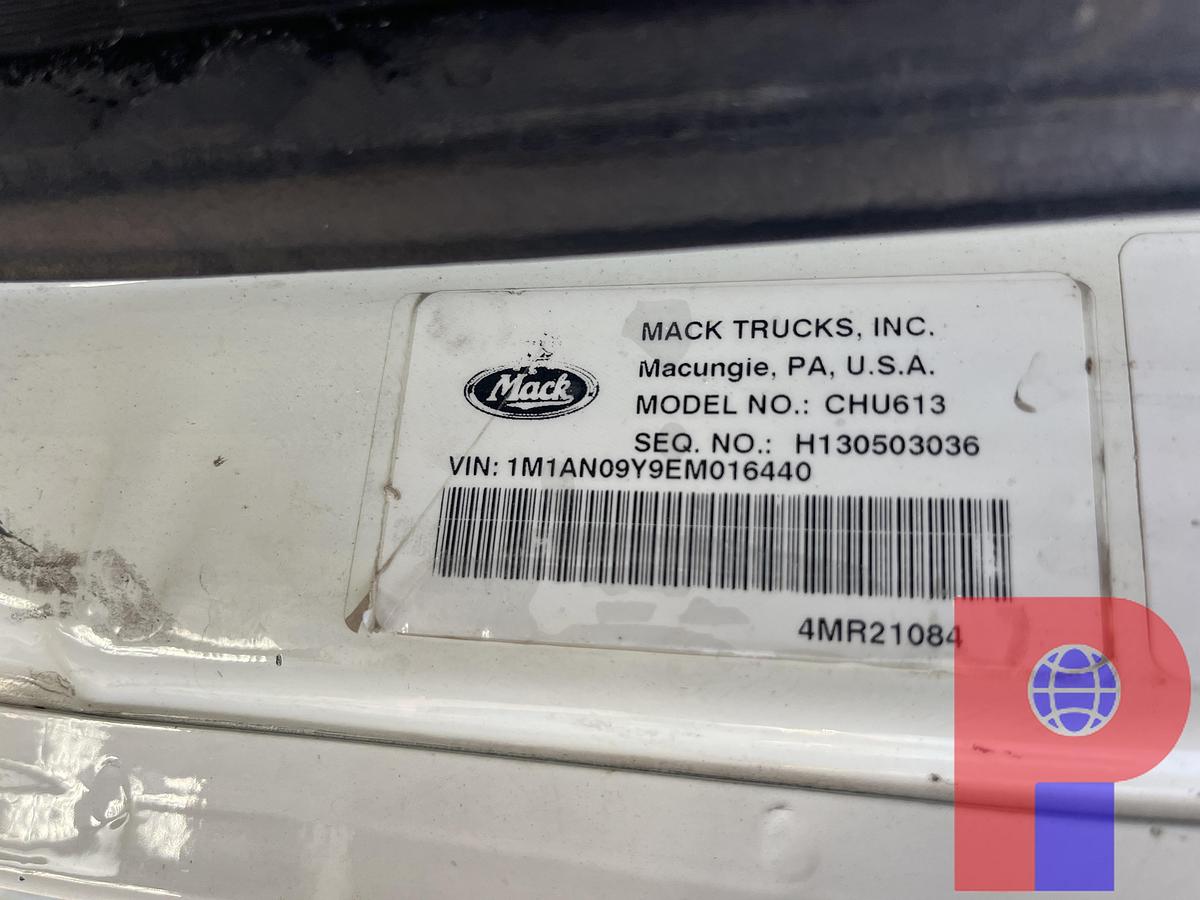 MACK TRUCKS, INC.
Macungie, PA, U.S.A.
Mack
MODEL NO.: CHU613
SEQ. NO.: H130503036
VIN: 1M1AN09Y9EM016440
4MR21084